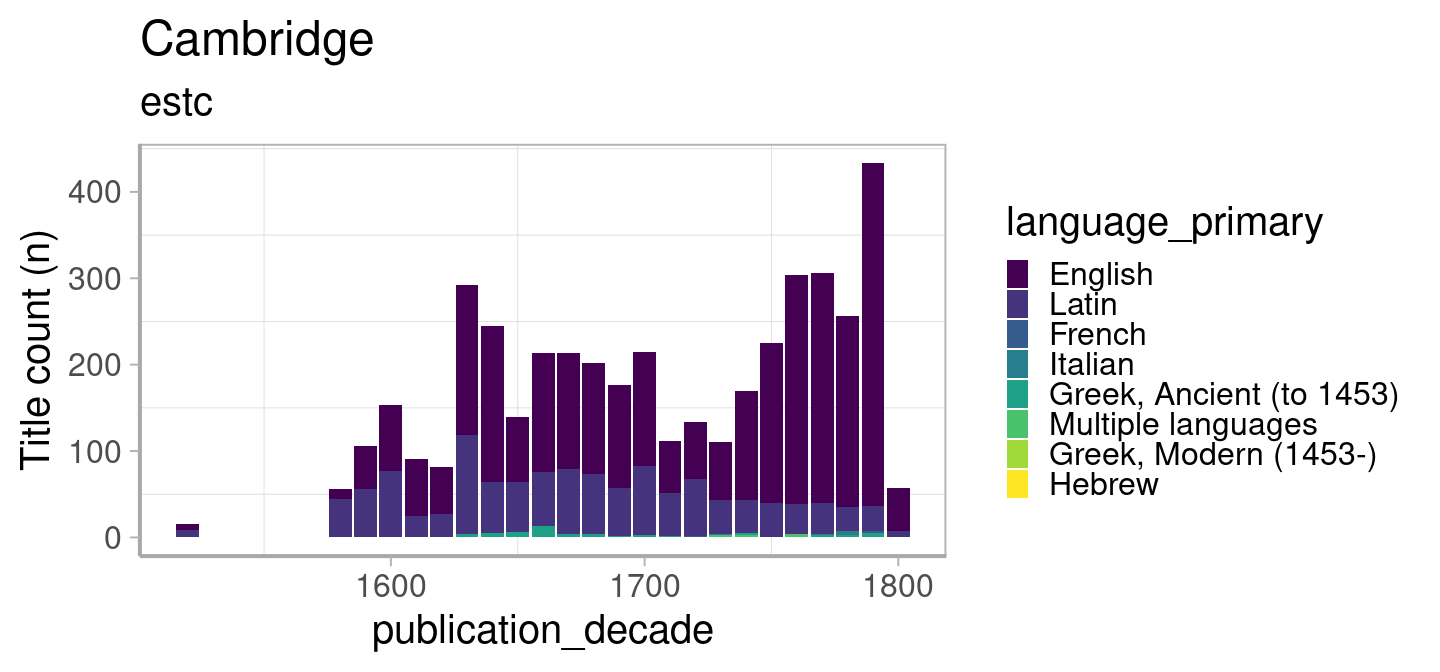 Cambridge
estc
Title count (n)
400
300
200
100
0
1600
1700
1800
publication_decade
language_primary
English
Latin
French
Italian
Greek, Ancient (to 1453)
Multiple languages
Greek, Modern (1453-)
Hebrew